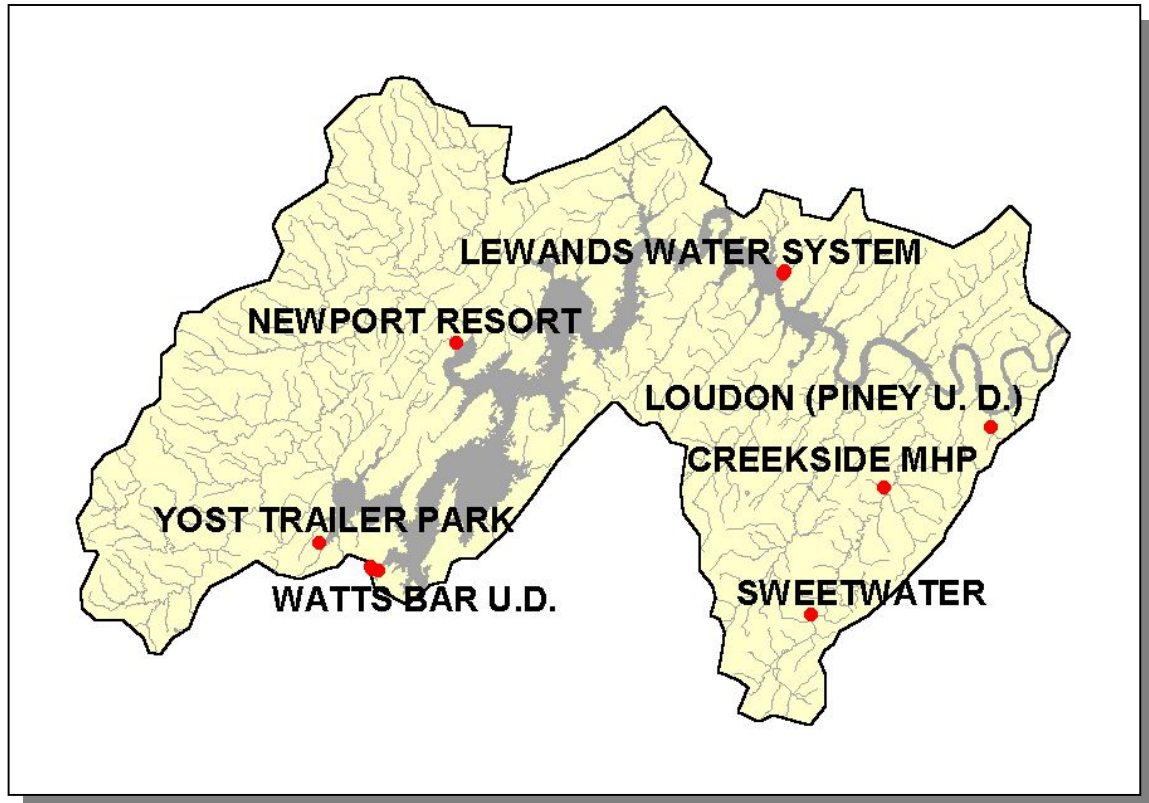 LEWANDS WATER SYSTEM
NEWPORT RESORT
LOUDON (PINEY U. D.)
CREEKSIDE MHP
YOST TRAILER PARK
WATTS BAR U.D.
SWEETWATER